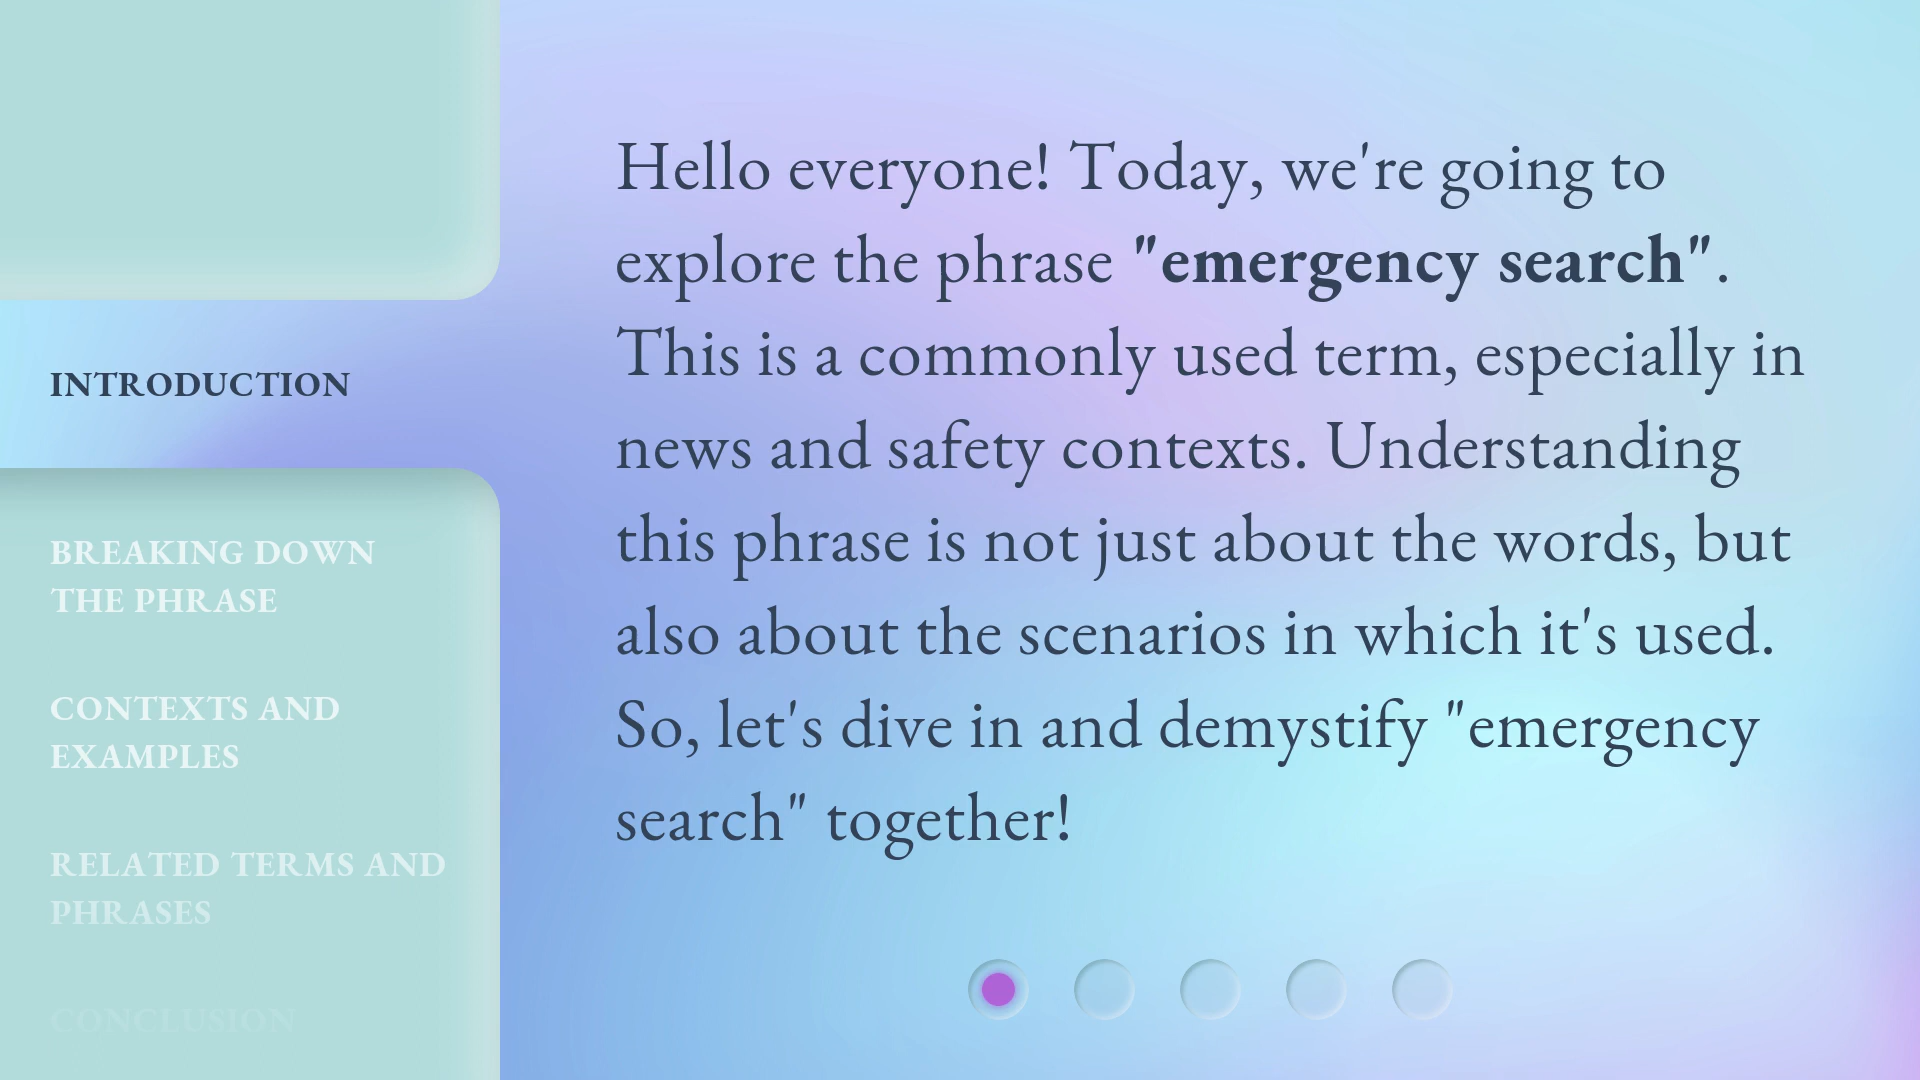 INTRODUCTION
BREAKING DOWN
THE PHRASE
CONTEXTS AND
EXAMPLES
RELATED TERMS AND
PHRASES
CONCLUSION
Hello everyone! Today, we're going to
explore the phrase "emergency search".
This is a commonly used term, especially in
news and safety contexts. Understanding
this phrase is not just about the words, but
also about the scenarios in which it's used.
So, let's dive in and demystify "emergency
search" together!